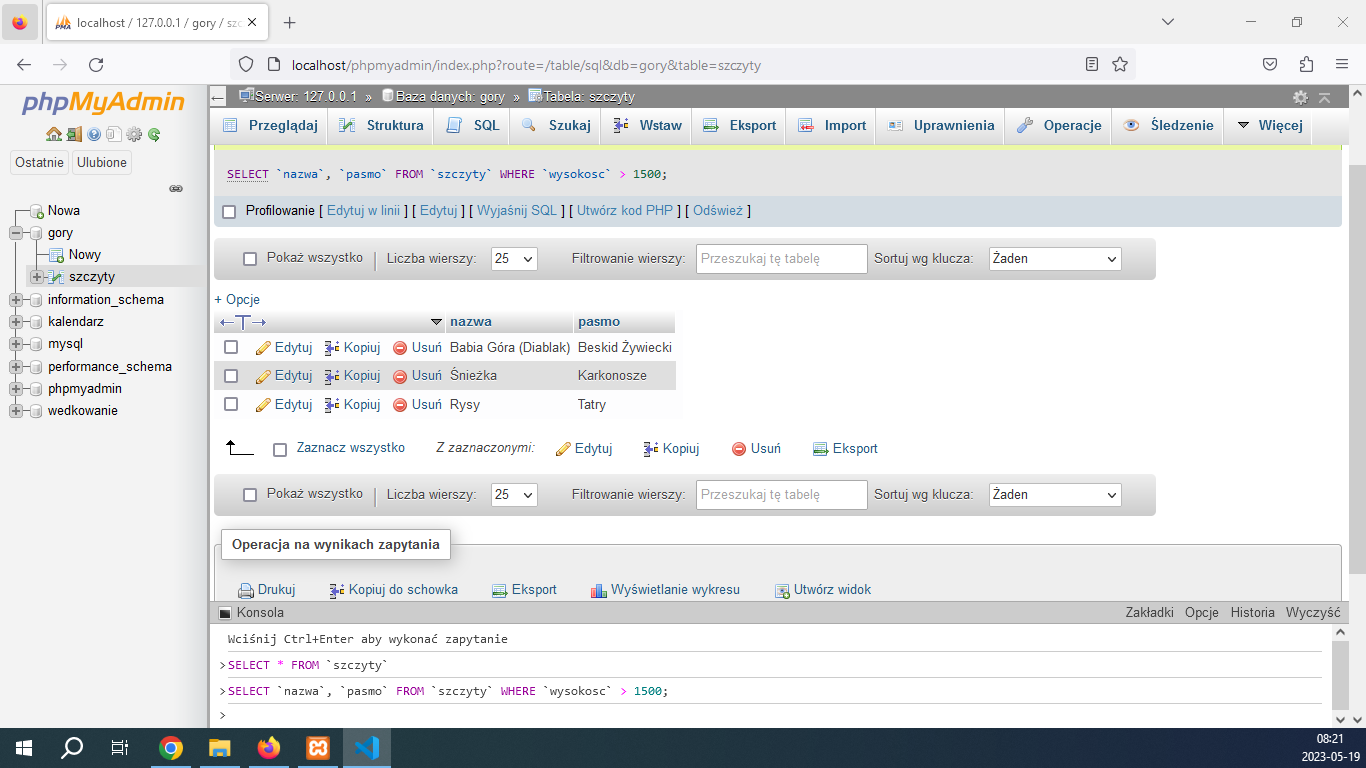 localhost / 127.0.0.1 / gory / szc
localhost/phpmyadmin/index.php?route=/table/sql&db=gory&table=szczyty
phpMyAdmin
Ostatnie Ulubione
Nowa
gory
Nowy
szczyty
information_schema
kalendarz
mysql
performance_schema
phpmyadmin
wedkowanie
Serwer: 127.0.0.1 » Baza danych: gory » Tabela: szczyty
Przeglądaj Struktura SQL Szukaj Wstaw Eksport Import Uprawnienia Operacje Śledzenie Więcej
SELECT `nazwa`, `pasmo` FROM `szczyty` WHERE `wysokosc` > 1500;
Profilowanie [ Edytuj w linii ] [ Edytuj ] [ Wyjaśnij SQL ] [ Utwórz kod PHP ] [ Odśwież ]
Pokaż wszystko | Liczba wierszy: 25 Filtrowanie wierszy: Przeszukaj tę tabelę Sortuj wg klucza: Żaden
+ Opcje
←T→ nazwa pasmo
Edytuj Kopiuj Usuń Babia Góra (Diablak) Beskid Żywiecki
Edytuj Kopiuj Usuń Śnieżka Karkonosze
Edytuj Kopiuj Usuń Rysy Tatry
Zaznacz wszystko Z zaznaczonymi: Edytuj Kopiuj Usuń Eksport
Pokaż wszystko | Liczba wierszy: 25 Filtrowanie wierszy: Przeszukaj tę tabelę Sortuj wg klucza: Żaden
Operacja na wynikach zapytania
Drukuj Kopiuj do schowka Eksport Wyświetlanie wykresu Utwórz widok
Konsola Zakładki Opcje Historia Wyczyść
Wciśnij Ctrl+Enter aby wykonać zapytanie
>SELECT * FROM `szczyty`
>SELECT `nazwa`, `pasmo` FROM `szczyty` WHERE `wysokosc` > 1500;
>
08:21
2023-05-19